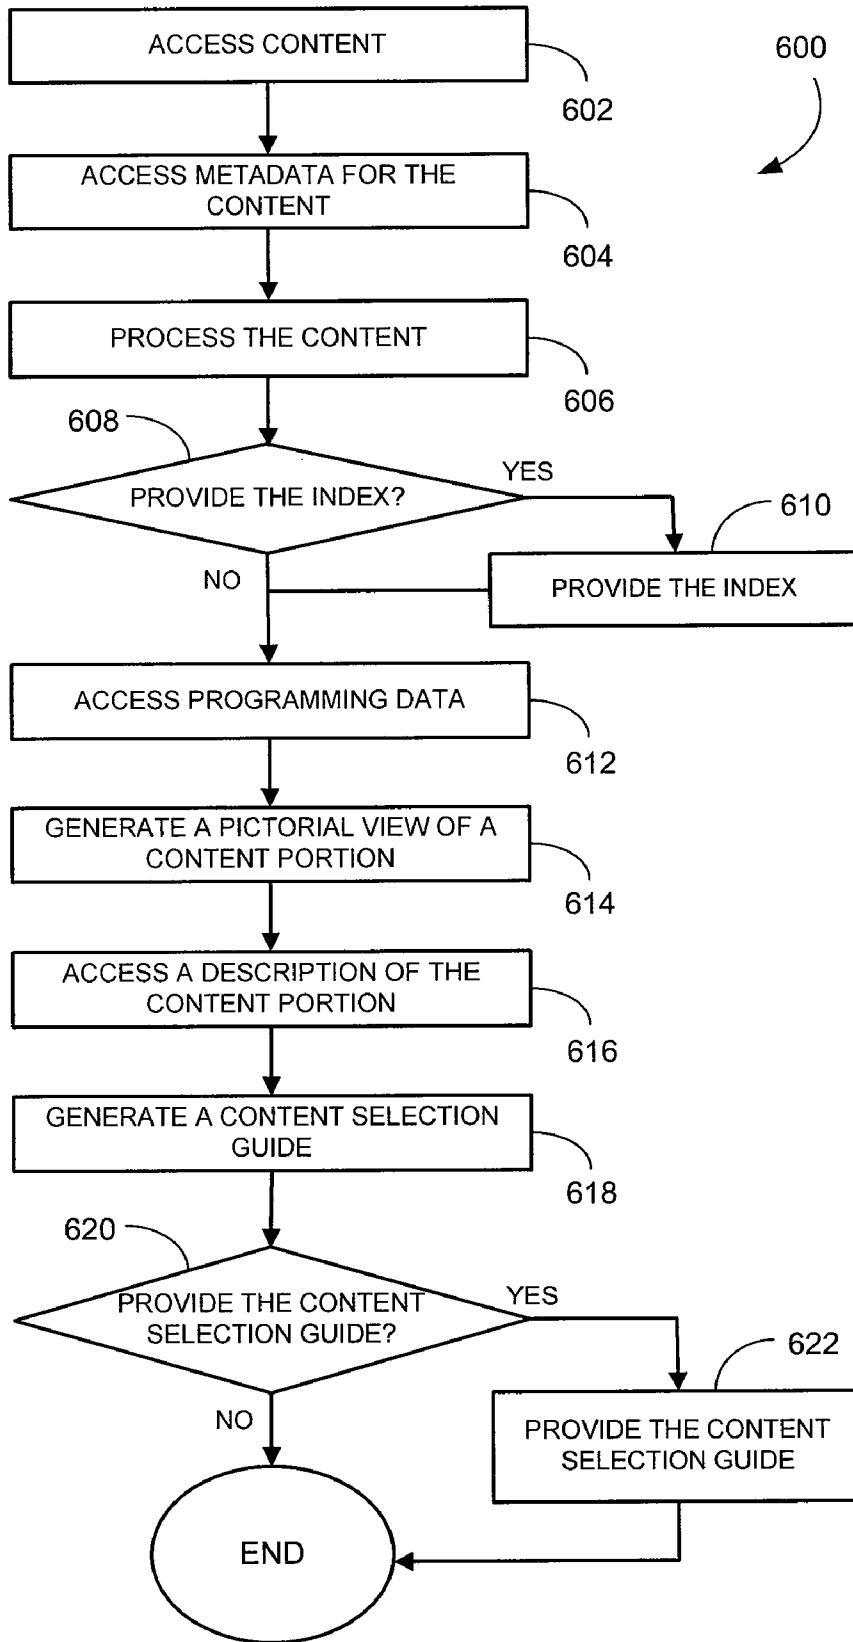 ACCESS CONTENT
600
602
ACCESS METADATA FOR THE
CONTENT
604
PROCESS THE CONTENT
606
608
PROVIDE THE INDEX?
YES
610
NO
PROVIDE THE INDEX
ACCESS PROGRAMMING DATA
612
GENERATE A PICTORIAL VIEW OF A
CONTENT PORTION
614
ACCESS A DESCRIPTION OF THE
CONTENT PORTION
616
GENERATE A CONTENT SELECTION
GUIDE
618
620
PROVIDE THE CONTENT
SELECTION GUIDE?
YES
622
NO
PROVIDE THE CONTENT
SELECTION GUIDE
END